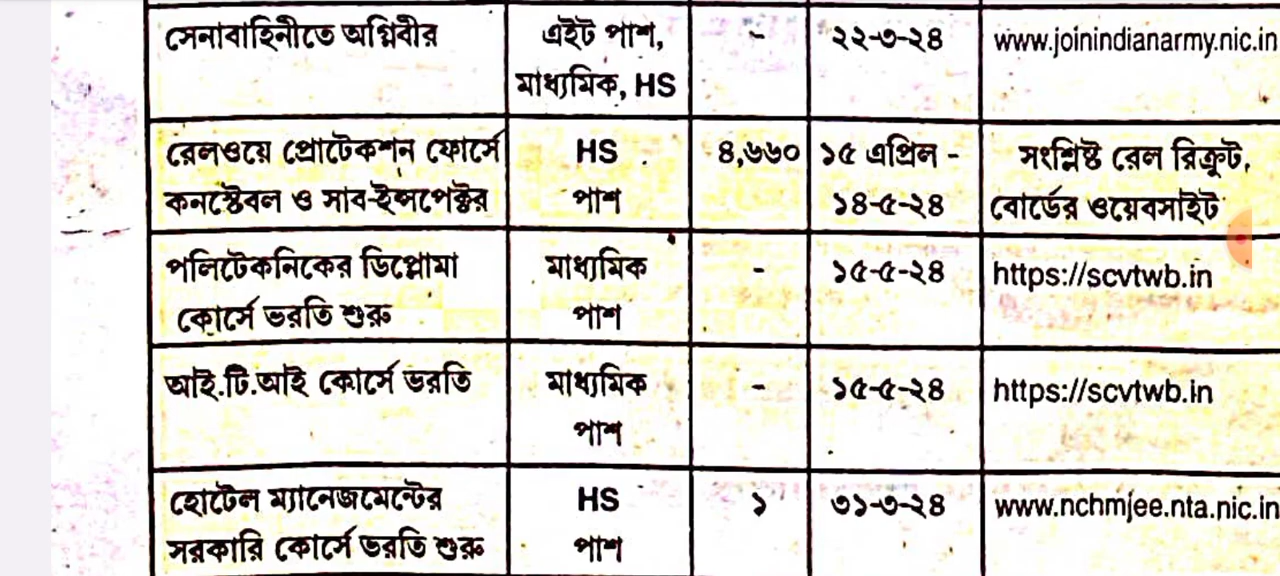 সেনাবাহিনীতে অগ্নিবীর এইট পাশ, - ২২-৩-২৪ www.joinindianarmy.nic.in
মাধ্যমিক, HS
রেলওয়ে প্রোটেকশন ফোর্সে HS ৪,৬৬০ ১৫ এপ্রিল - সংশ্লিষ্ট রেল রিক্রুট,
কনস্টেবল ও সাব-ইন্সপেক্টর পাশ ১৪-৫-২৪ বোর্ডের ওয়েবসাইট
পলিটেকনিকের ডিপ্লোমা মাধ্যমিক - ১৫-৫-২৪ https://scvtwb.in
কোর্সে ভরতি শুরু পাশ
আই.টি.আই কোর্সে ভরতি মাধ্যমিক - ১৫-৫-২৪ https://scvtwb.in
পাশ
হোটেল ম্যানেজমেন্টের HS ১ ৩১-৩-২৪ www.nchmjee.nta.nic.in
সরকারি কোর্সে ভরতি শুরু পাশ